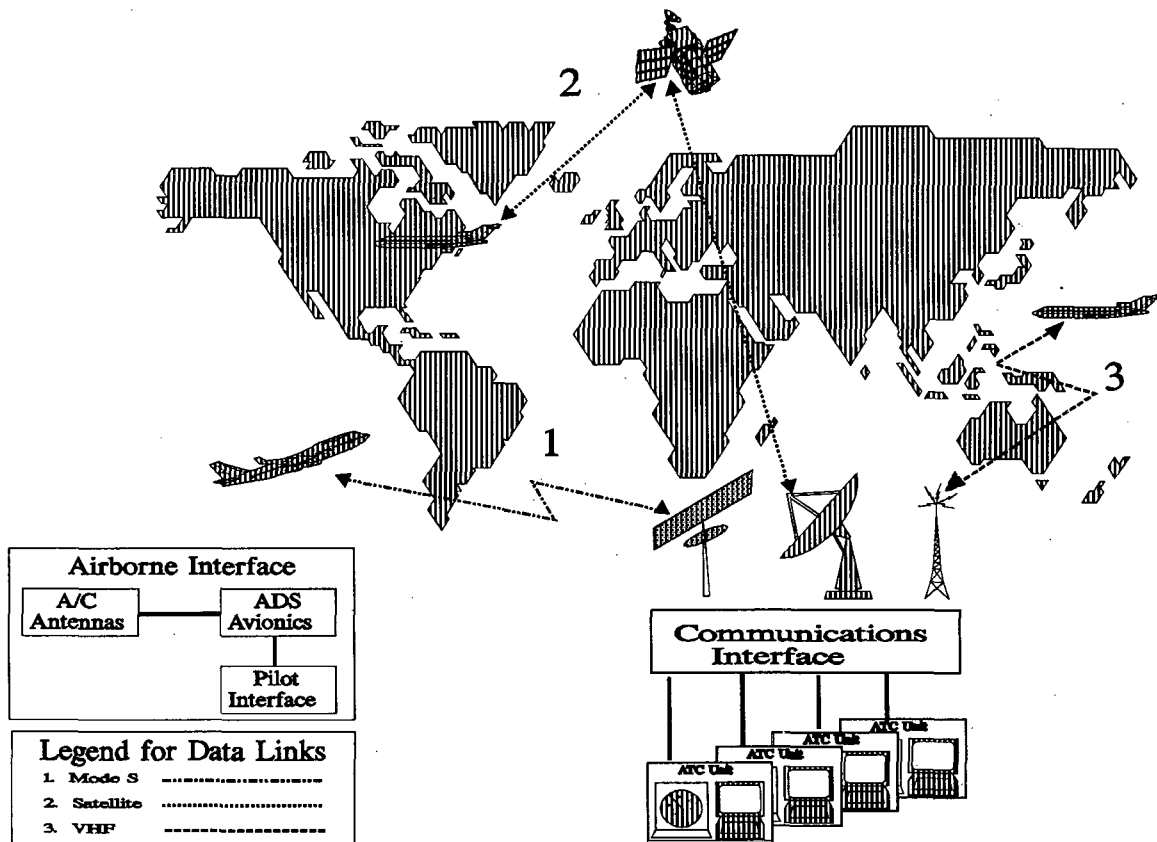 2
3
1
Airborne Interface
A/C
Antennas
ADS
Avionics
Pilot
Interface
Communications
Interface
Legend for Data Links
1. Mode S
2. Satellite
3. VHF
ATC Unit
ATC Unit
ATC Unit
ATC Unit